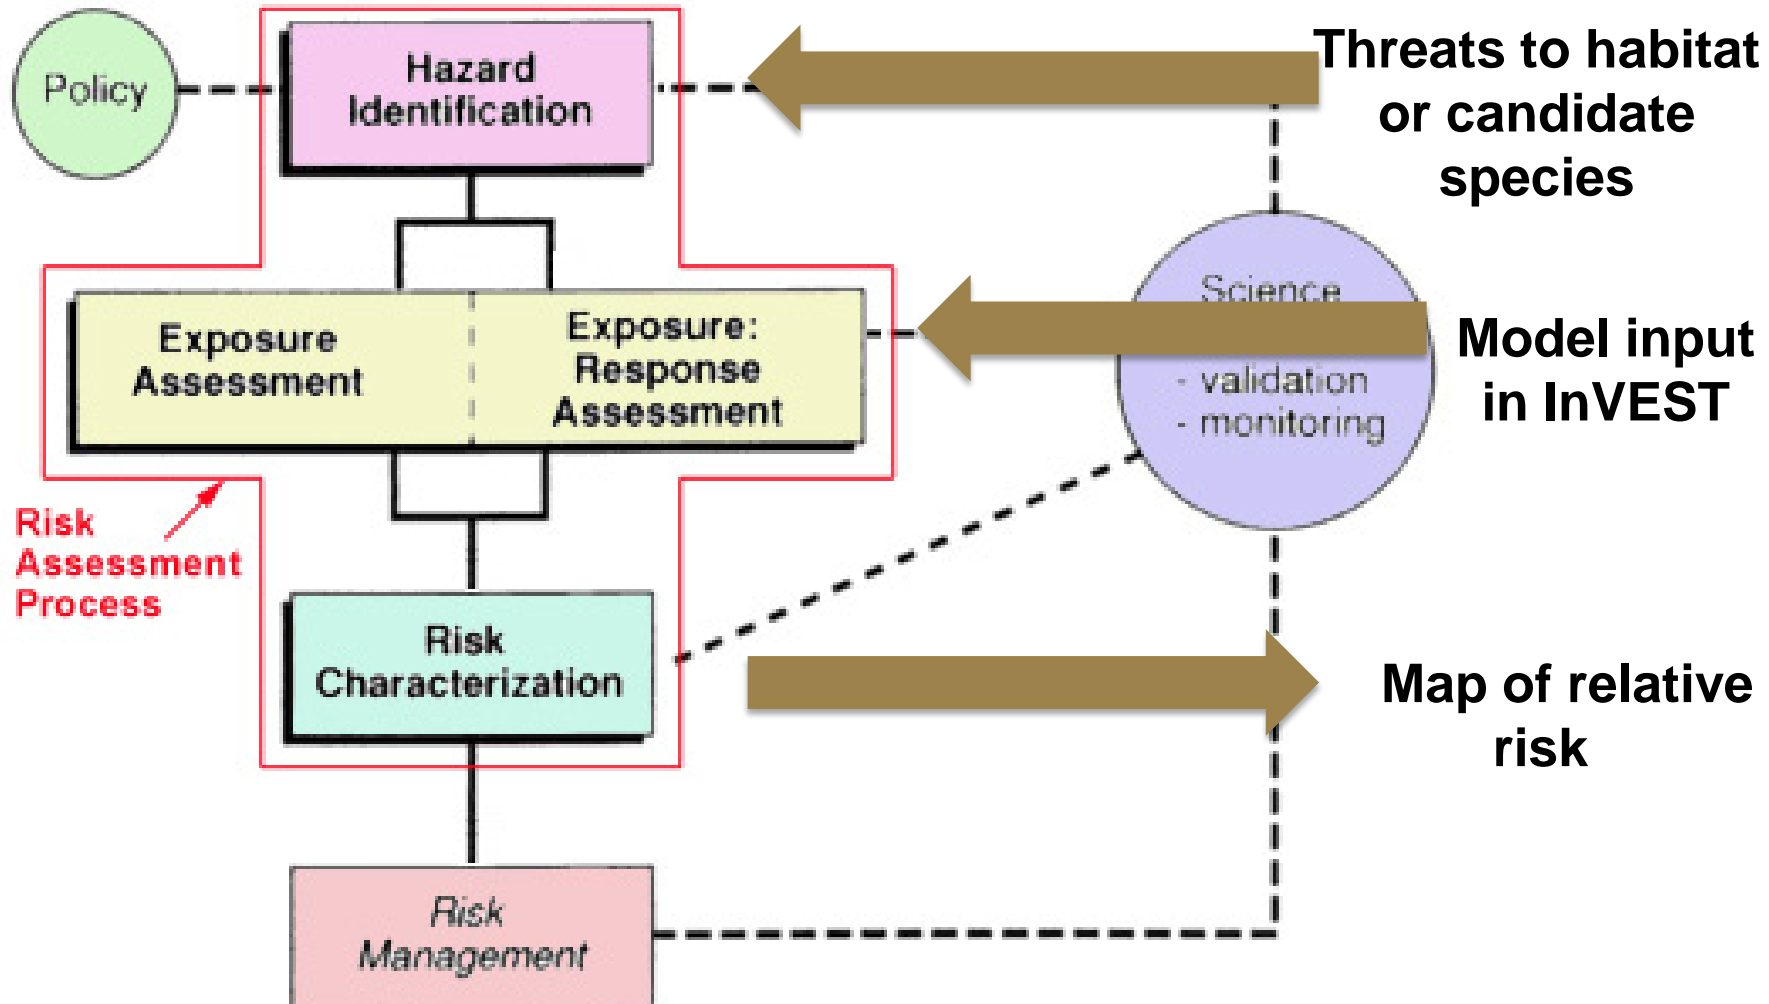 Policy
Hazard
Identification
Threats to habitat
or candidate
species
Exposure
Assessment
Exposure:
Response
Assessment
Science
- validation
- monitoring
Model input
in InVEST
Risk
Assessment
Process
Risk
Characterization
Map of relative
risk
Risk
Management